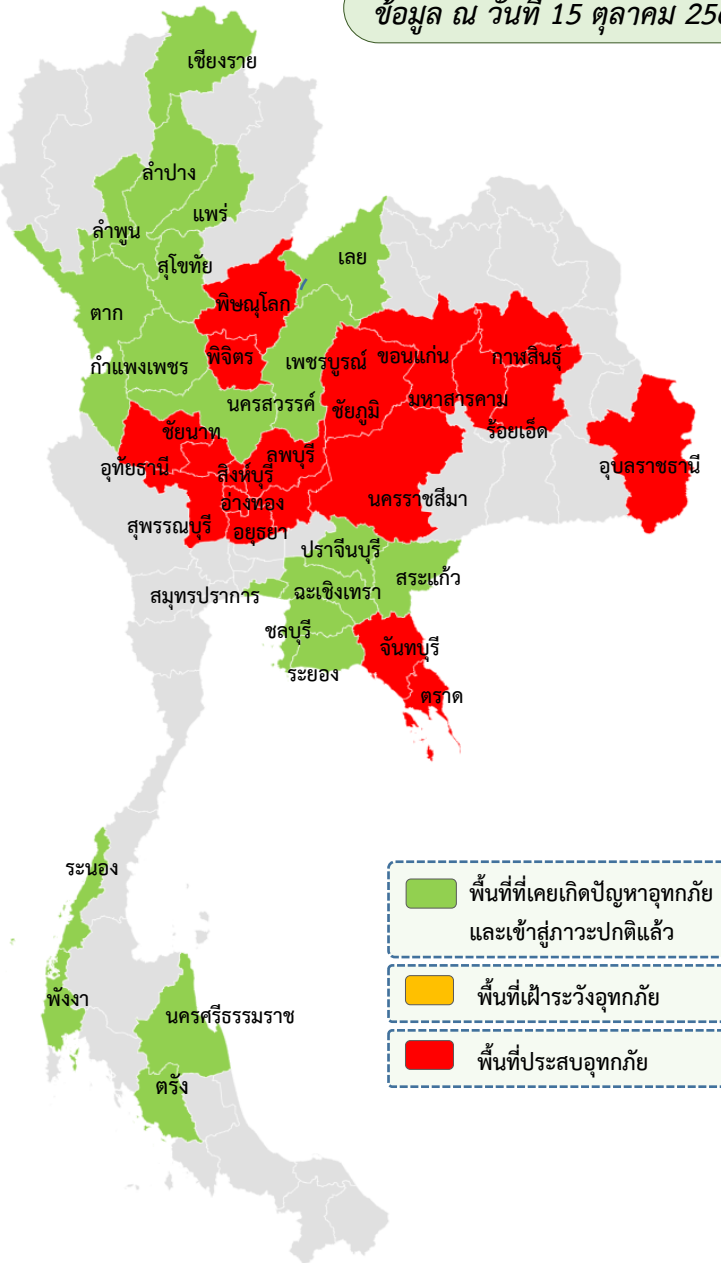 ข้อมูล ณ วันที่ 15 ตุลาคม
เชียงราย
ลำปาง
แพร่
ลำพูน
สุโขทัย
เลย
ตาก
พิษณุโลก
กำแพงเพชร
พิจิตร
เพชรบูรณ์
ขอนแก่น
กาฬสินธุ์
นครสวรรค์
ชัยภูมิ
มหาสารคาม
ชัยนาท
ร้อยเอ็ด
ลพบุรี
อุทัยธานี
สิงห์บุรี
อุบลราชธานี
อ่างทอง
นครราชสีมา
สุพรรณบุรี
อยุธยา
ปราจีนบุรี
สระแก้ว
สมุทรปราการ
ฉะเชิงเทรา
ชลบุรี
จันทบุรี
ระยอง
ตราด
ระนอง
พื้นที่ที่เคยเกิดปัญหาอุทกภัย
และเข้าสู่ภาวะปกติแล้ว
พังงา
พื้นที่เฝ้าระวังอุทกภัย
นครศรีธรรมราช
พื้นที่ประสบอุทกภัย
ตรัง